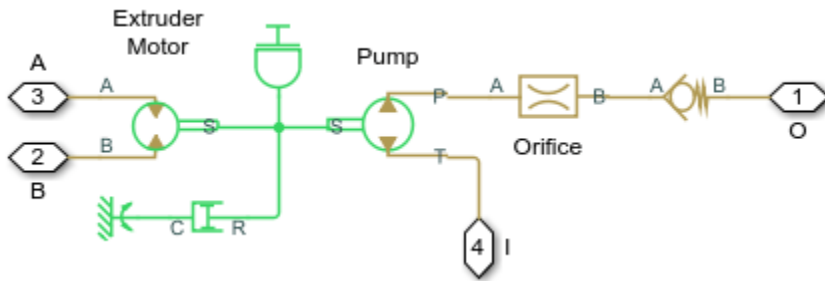 Extruder
Motor
Pump
A
3
A
S
S
P
A
B
A
B
1
O
2
B
B
Orifice
T
C
R
4
I